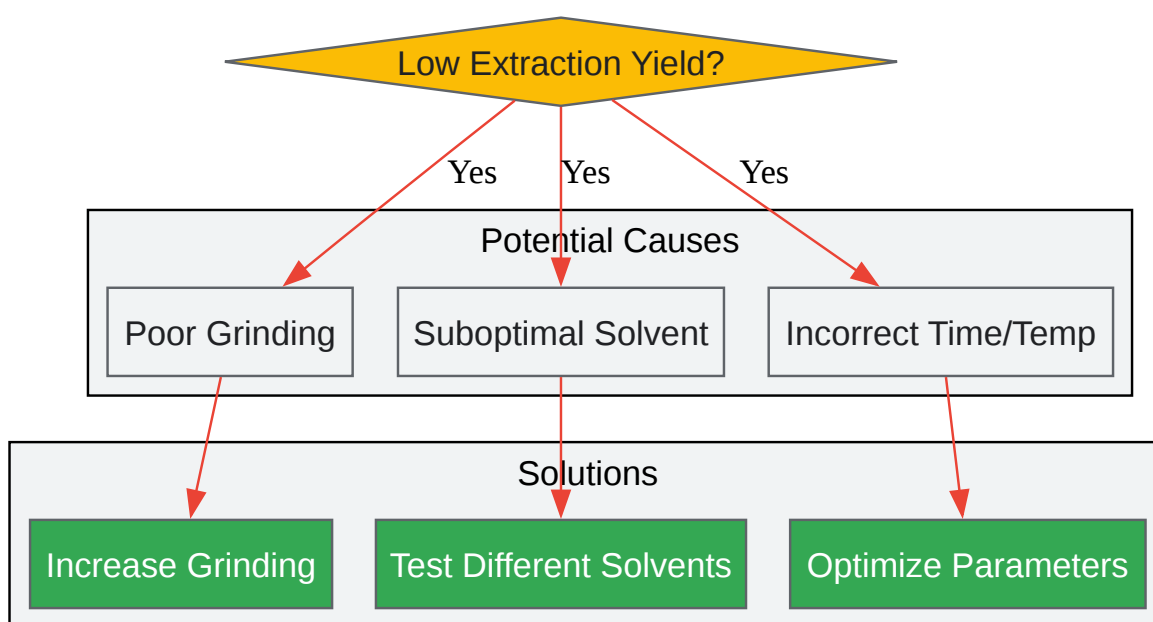 Low Extraction Yield?
Yes
Yes
Yes
Potential Causes
Poor Grinding
Suboptimal Solvent
Incorrect Time/Temp
Solutions
Increase Grinding
Test Different Solvents
Optimize Parameters